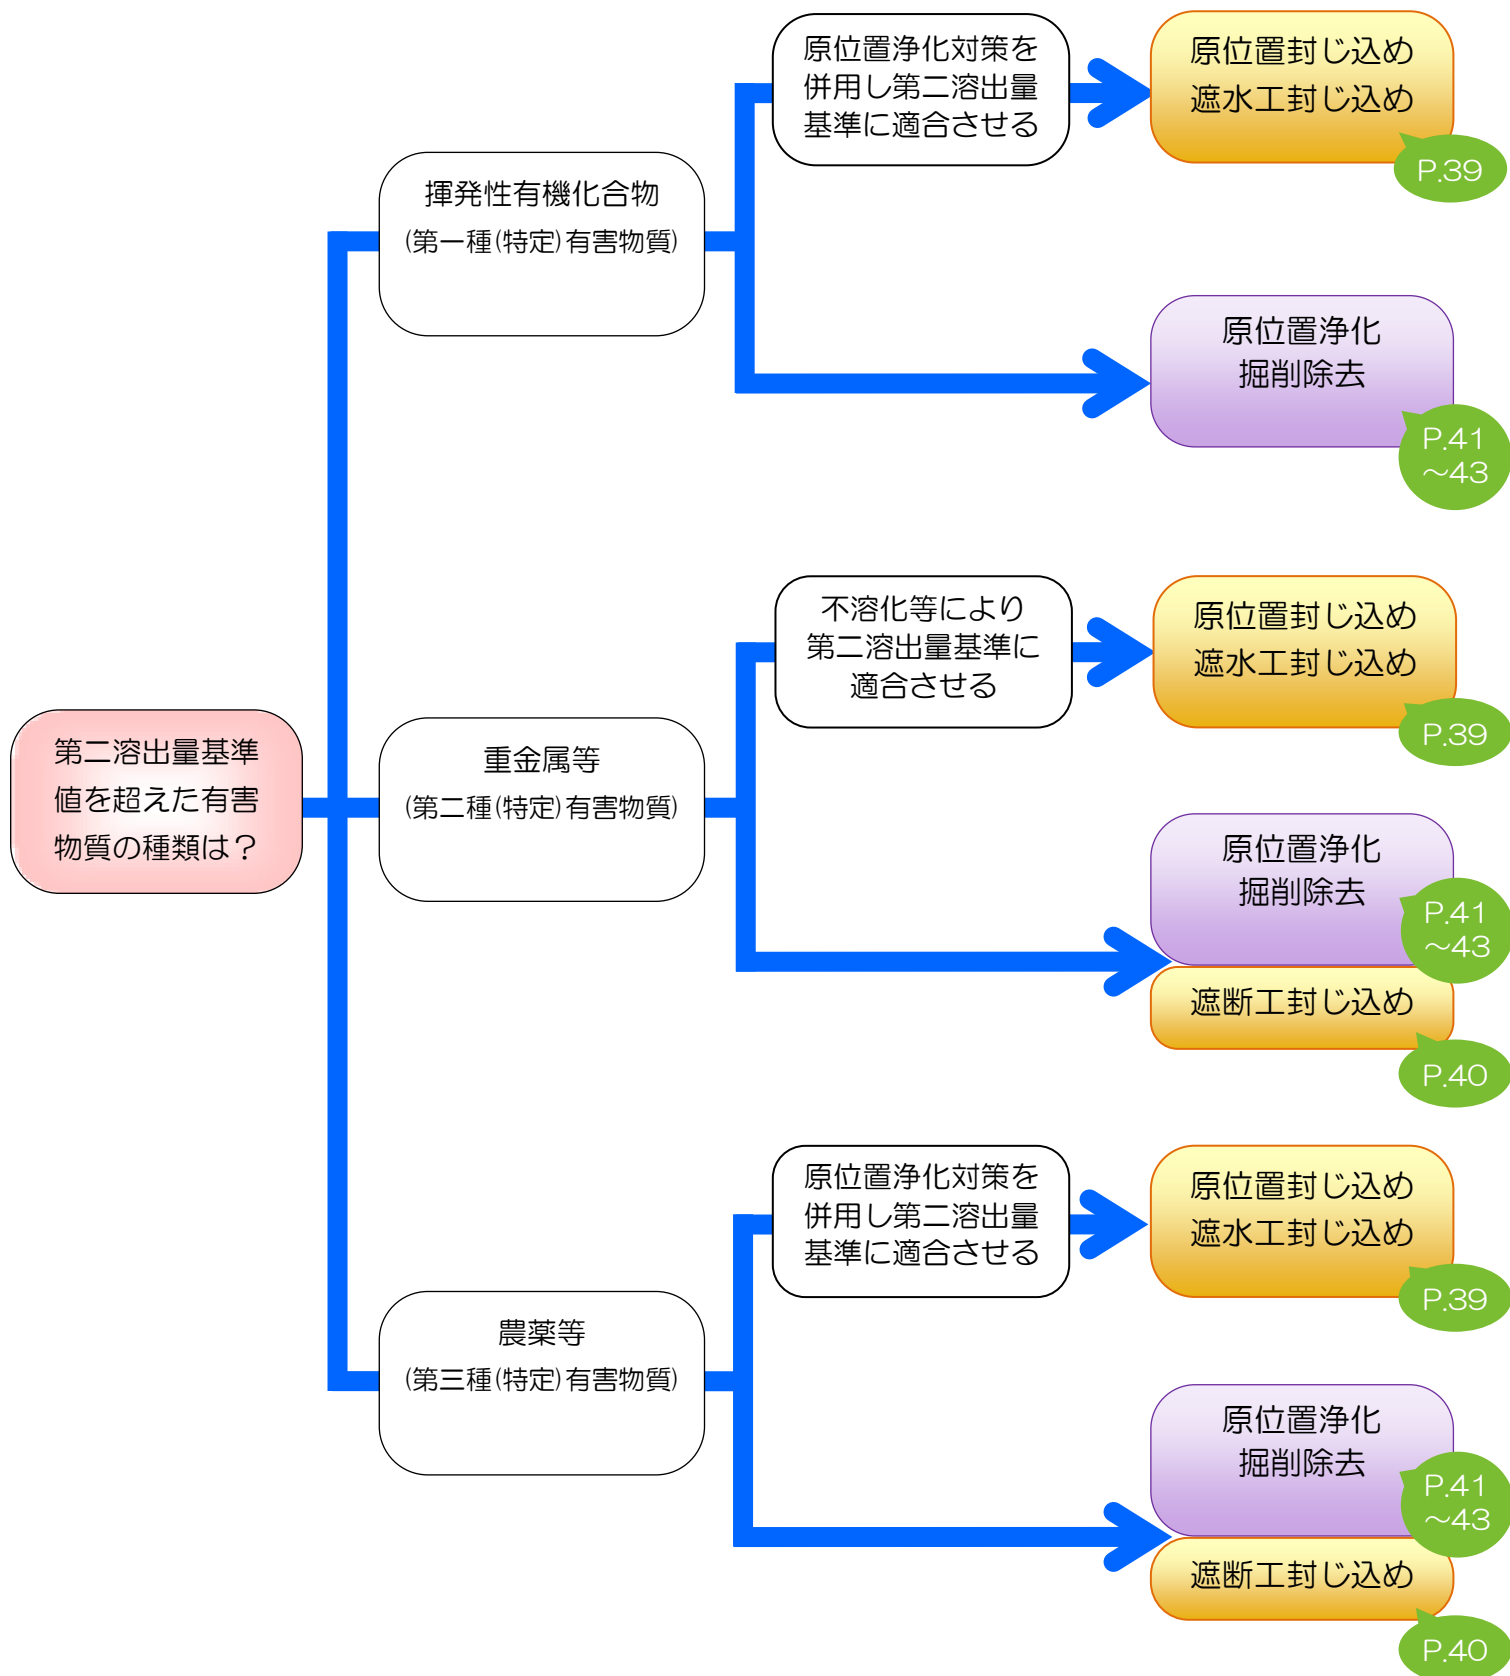 原位置浄化対策を
併用し第二溶出量
基準に適合させる
原位置封じ込め
遮水工封じ込め
P.39
揮発性有機化合物
(第一種(特定)有害物質)
原位置浄化
掘削除去
P.41
～43
不溶化等により
第二溶出量基準に
適合させる
原位置封じ込め
遮水工封じ込め
P.39
第二溶出量基準
値を超えた有害
物質の種類は？
重金属等
(第二種(特定)有害物質)
原位置浄化
掘削除去
P.41
～43
遮断工封じ込め
P.40
原位置浄化対策を
併用し第二溶出量
基準に適合させる
原位置封じ込め
遮水工封じ込め
P.39
農薬等
(第三種(特定)有害物質)
原位置浄化
掘削除去
P.41
～43
遮断工封じ込め
P.40